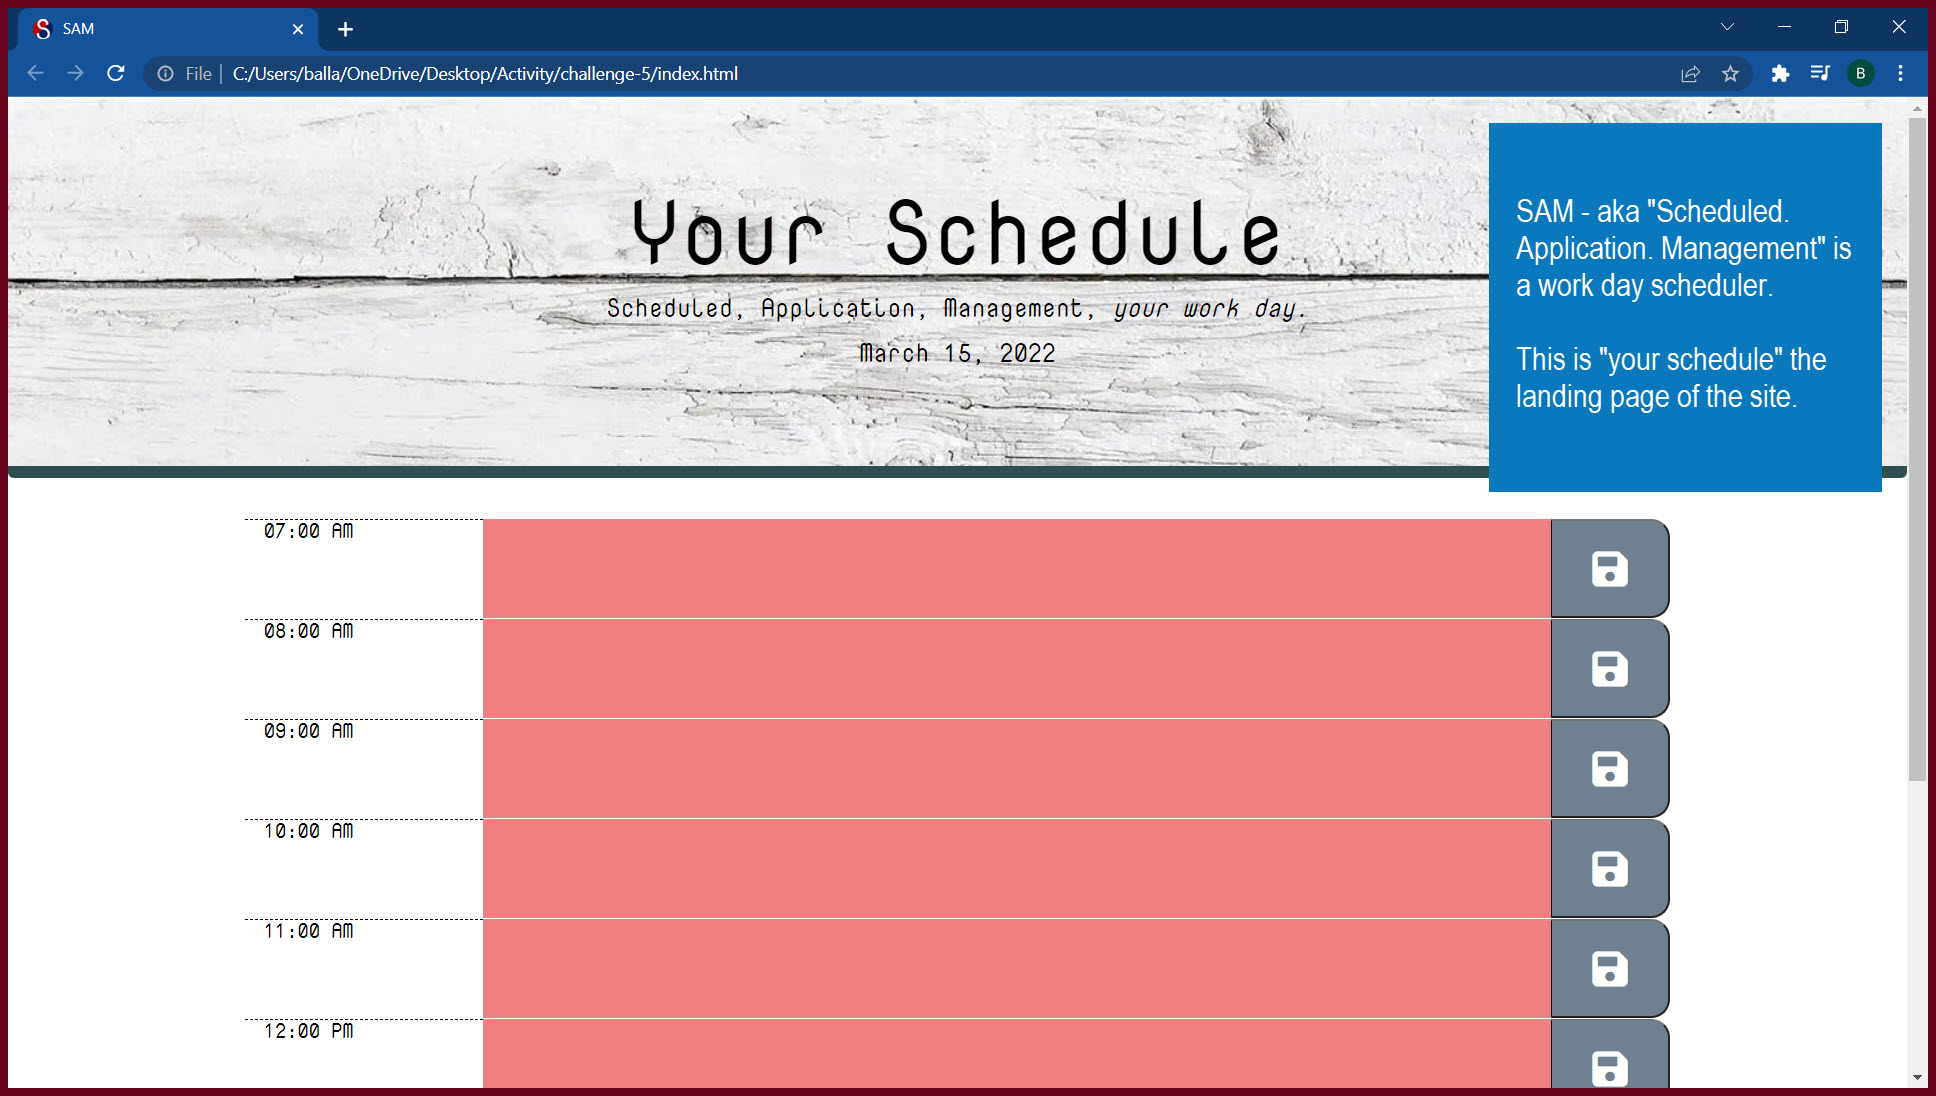 SAM
File
C:/Users/balla/OneDrive/Desktop/Activity/challenge-5/index.html
B
Your Schedule
Scheduled, Application, Management, your work day.
March 15, 2022
SAM - aka "Scheduled.
Application. Management" is
a work day scheduler.
This is "your schedule" the
landing page of the site.
07:00 AM
08:00 AM
09:00 AM
10:00 AM
11:00 AM
12:00 PM